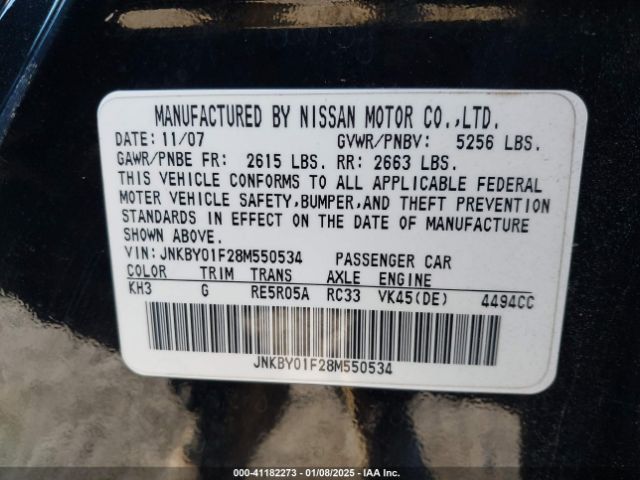 MANUFACTURED BY NISSAN MOTOR CO.,LTD.
DATE: 11/07 GVWR/PNBV: 5256 LBS.
GAWR/PNBE FR: 2615 LBS. RR: 2663 LBS.
THIS VEHICLE CONFORMS TO ALL APPLICABLE FEDERAL
MOTER VEHICLE SAFETY,BUMPER,AND THEFT PREVENTION
STANDARDS IN EFFECT ON THE DATE OF MANUFACTURE
SHOWN ABOVE.
VIN: JNKBY01F28M550534 PASSENGER CAR
COLOR TRIM TRANS AXLE ENGINE
KH3 G RE5R05A RC33 VK45(DE) 4494CC
JNKBY01F28M550534
000-41182273 - 01/08/2025 - IAA Inc.